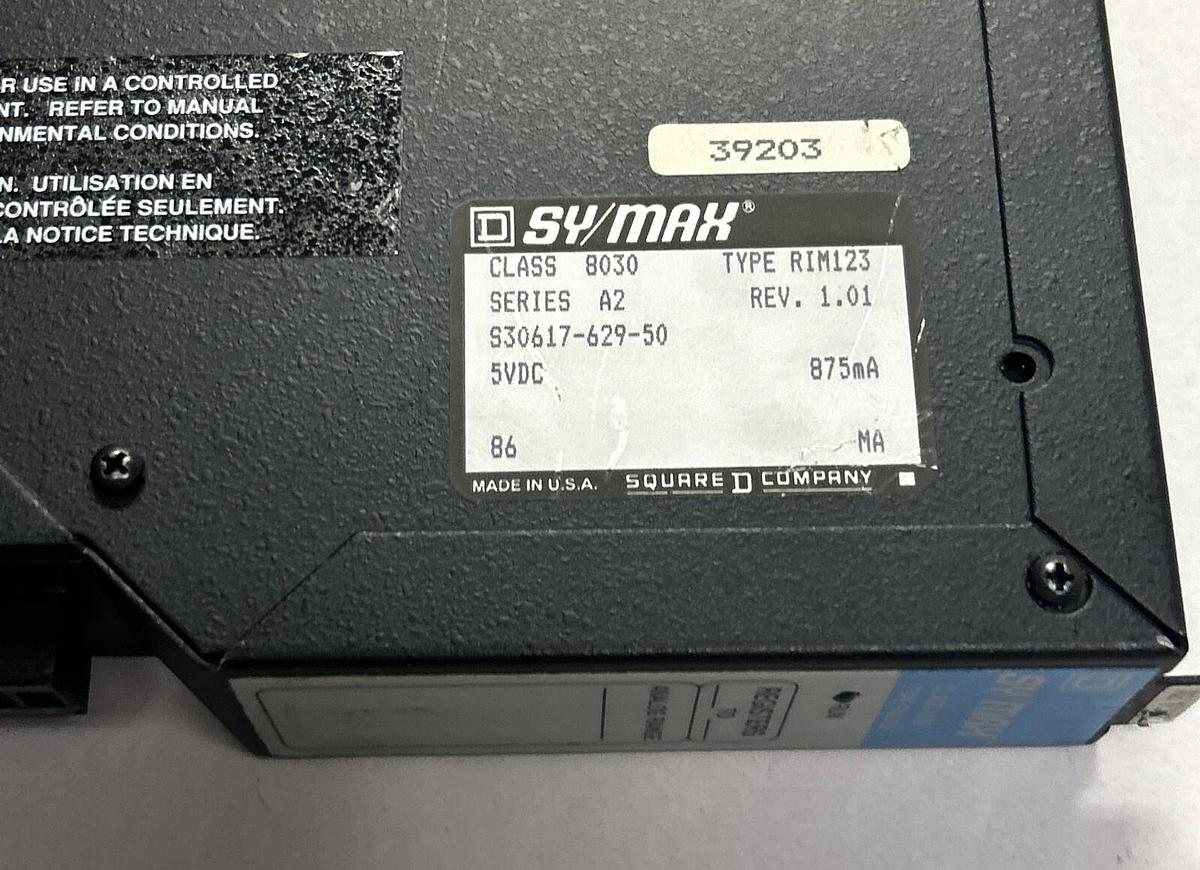 R USE IN A CONTROLLED
NT. REFER TO MANUAL
NMENTAL CONDITIONS.
N. UTILISATION EN
CONTRÔLÉE SEULEMENT.
LA NOTICE TECHNIQUE.
39203
D SY/MAX®
CLASS 8030 TYPE RIM123
SERIES A2 REV. 1.01
S30617-629-50
5VDC 875mA
86 MA
MADE IN U.S.A. SQUARE D COMPANY
ANALOG RANGE
REGISTERS
TO
SY/MAX